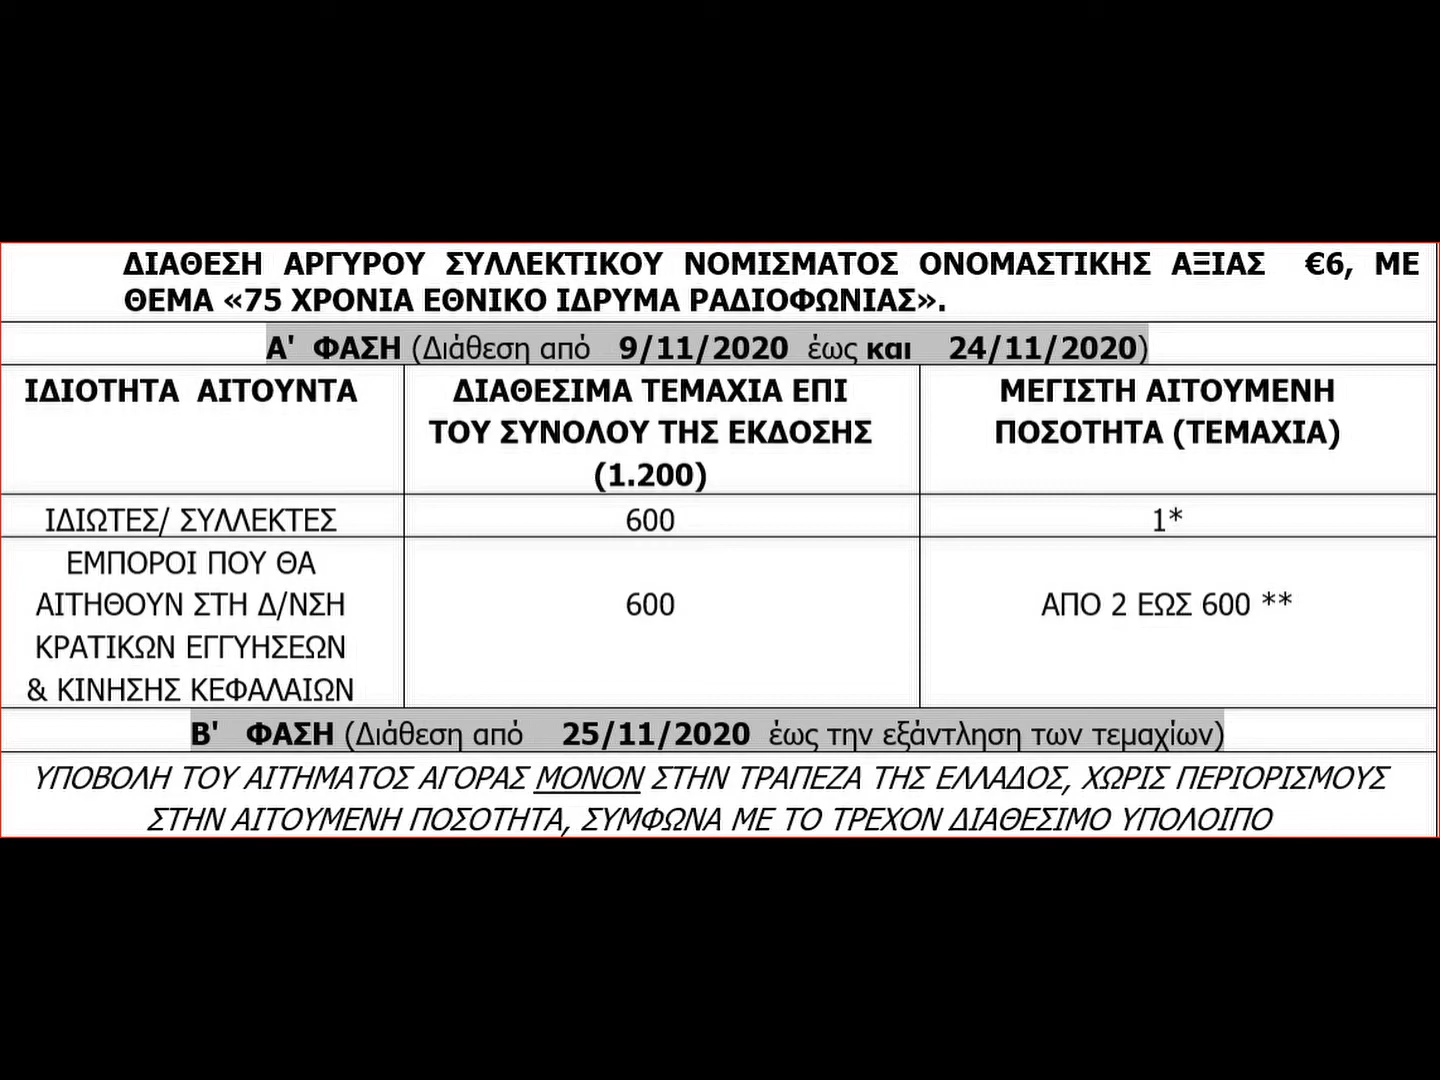 ΔΙΑΘΕΣΗ ΑΡΓΥΡΟΥ ΣΥΛΛΕΚΤΙΚΟΥ ΝΟΜΙΣΜΑΤΟΣ ΟΝΟΜΑΣΤΙΚΗΣ ΑΞΙΑΣ €6, ΜΕ
ΘΕΜΑ «75 ΧΡΟΝΙΑ ΕΘΝΙΚΟ ΙΔΡΥΜΑ ΡΑΔΙΟΦΩΝΙΑΣ».
Α' ΦΑΣΗ (Διάθεση από 9/11/2020 έως και 24/11/2020)
ΙΔΙΟΤΗΤΑ ΑΙΤΟΥΝΤΑ
ΔΙΑΘΕΣΙΜΑ ΤΕΜΑΧΙΑ ΕΠΙ
ΤΟΥ ΣΥΝΟΛΟΥ ΤΗΣ ΕΚΔΟΣΗΣ
(1.200)
ΜΕΓΙΣΤΗ ΑΙΤΟΥΜΕΝΗ
ΠΟΣΟΤΗΤΑ (ΤΕΜΑΧΙΑ)
ΙΔΙΩΤΕΣ/ ΣΥΛΛΕΚΤΕΣ
600
1*
ΕΜΠΟΡΟΙ ΠΟΥ ΘΑ
ΑΙΤΗΘΟΥΝ ΣΤΗ Δ/ΝΣΗ
ΚΡΑΤΙΚΩΝ ΕΓΓΥΗΣΕΩΝ
& ΚΙΝΗΣΗΣ ΚΕΦΑΛΑΙΩΝ
600
ΑΠΟ 2 ΕΩΣ 600 **
Β' ΦΑΣΗ (Διάθεση από 25/11/2020 έως την εξάντληση των τεμαχίων)
ΥΠΟΒΟΛΗ ΤΟΥ ΑΙΤΗΜΑΤΟΣ ΑΓΟΡΑΣ ΜΟΝΟΝ ΣΤΗΝ ΤΡΑΠΕΖΑ ΤΗΣ ΕΛΛΑΔΟΣ, ΧΩΡΙΣ ΠΕΡΙΟΡΙΣΜΟΥΣ
ΣΤΗΝ ΑΙΤΟΥΜΕΝΗ ΠΟΣΟΤΗΤΑ, ΣΥΜΦΩΝΑ ΜΕ ΤΟ ΤΡΕΧΟΝ ΔΙΑΘΕΣΙΜΟ ΥΠΟΛΟΙΠΟ